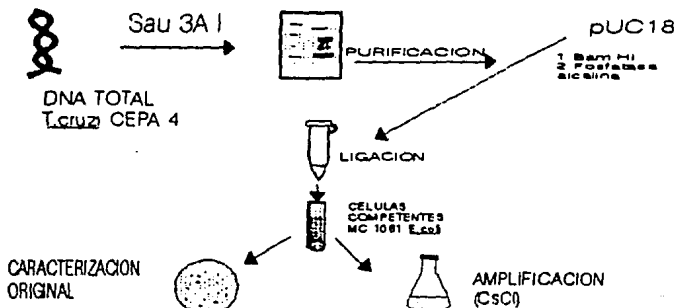 Sau 3A I
pUC18
PURIFICACION
1 Bam HI
2 Fosfatasa
alcalina
DNA TOTAL
T.cruzi CEPA 4
LIGACION
CELULAS
COMPETENTES
MC 1061 E.coli
CARACTERIZACION
ORIGINAL
AMPLIFICACION
(CsCl)